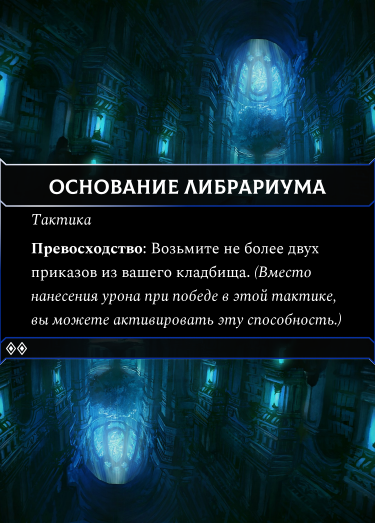 ОСНОВАНИЕ ЛИБРАРИУМА
Тактика
Превосходство: Возьмите не более двух
приказов из вашего кладбища. (Вместо
нанесения урона при победе в этой тактике,
вы можете активировать эту способность.)